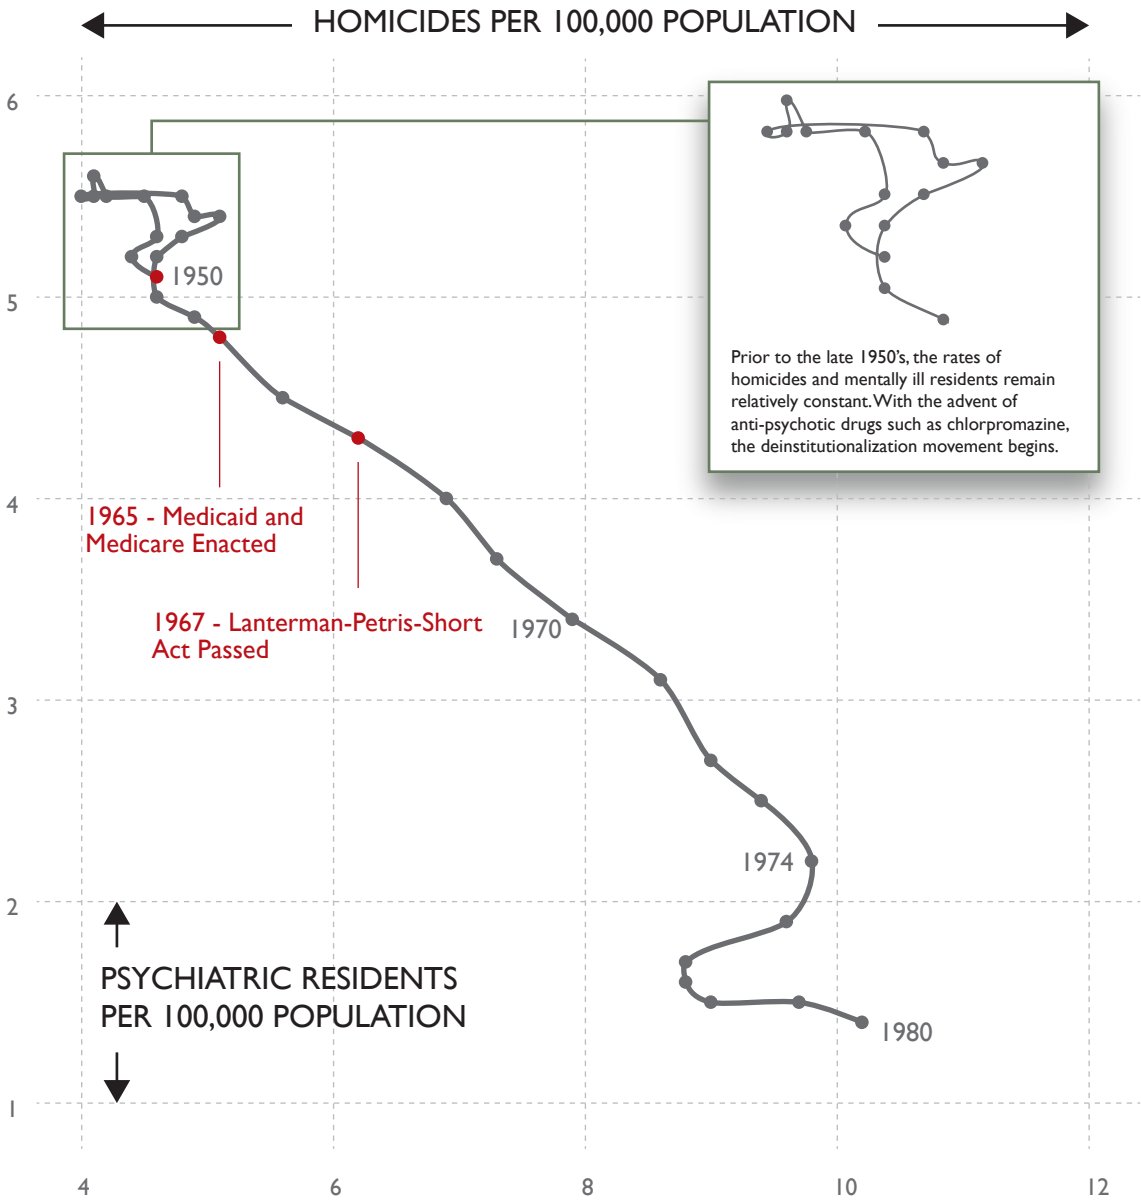 HOMICIDES PER 100,000 POPULATION
6
1950
5
Prior to the late 1950's, the rates of
homicides and mentally ill residents remain
relatively constant. With the advent of
anti-psychotic drugs such as chlorpromazine,
the deinstitutionalization movement begins.
4
1965 - Medicaid and
Medicare Enacted
1967 - Lanterman-Petris-Short
Act Passed
1970
3
1974
2
PSYCHIATRIC RESIDENTS
PER 100,000 POPULATION
1980
1
4 6 8 10 12